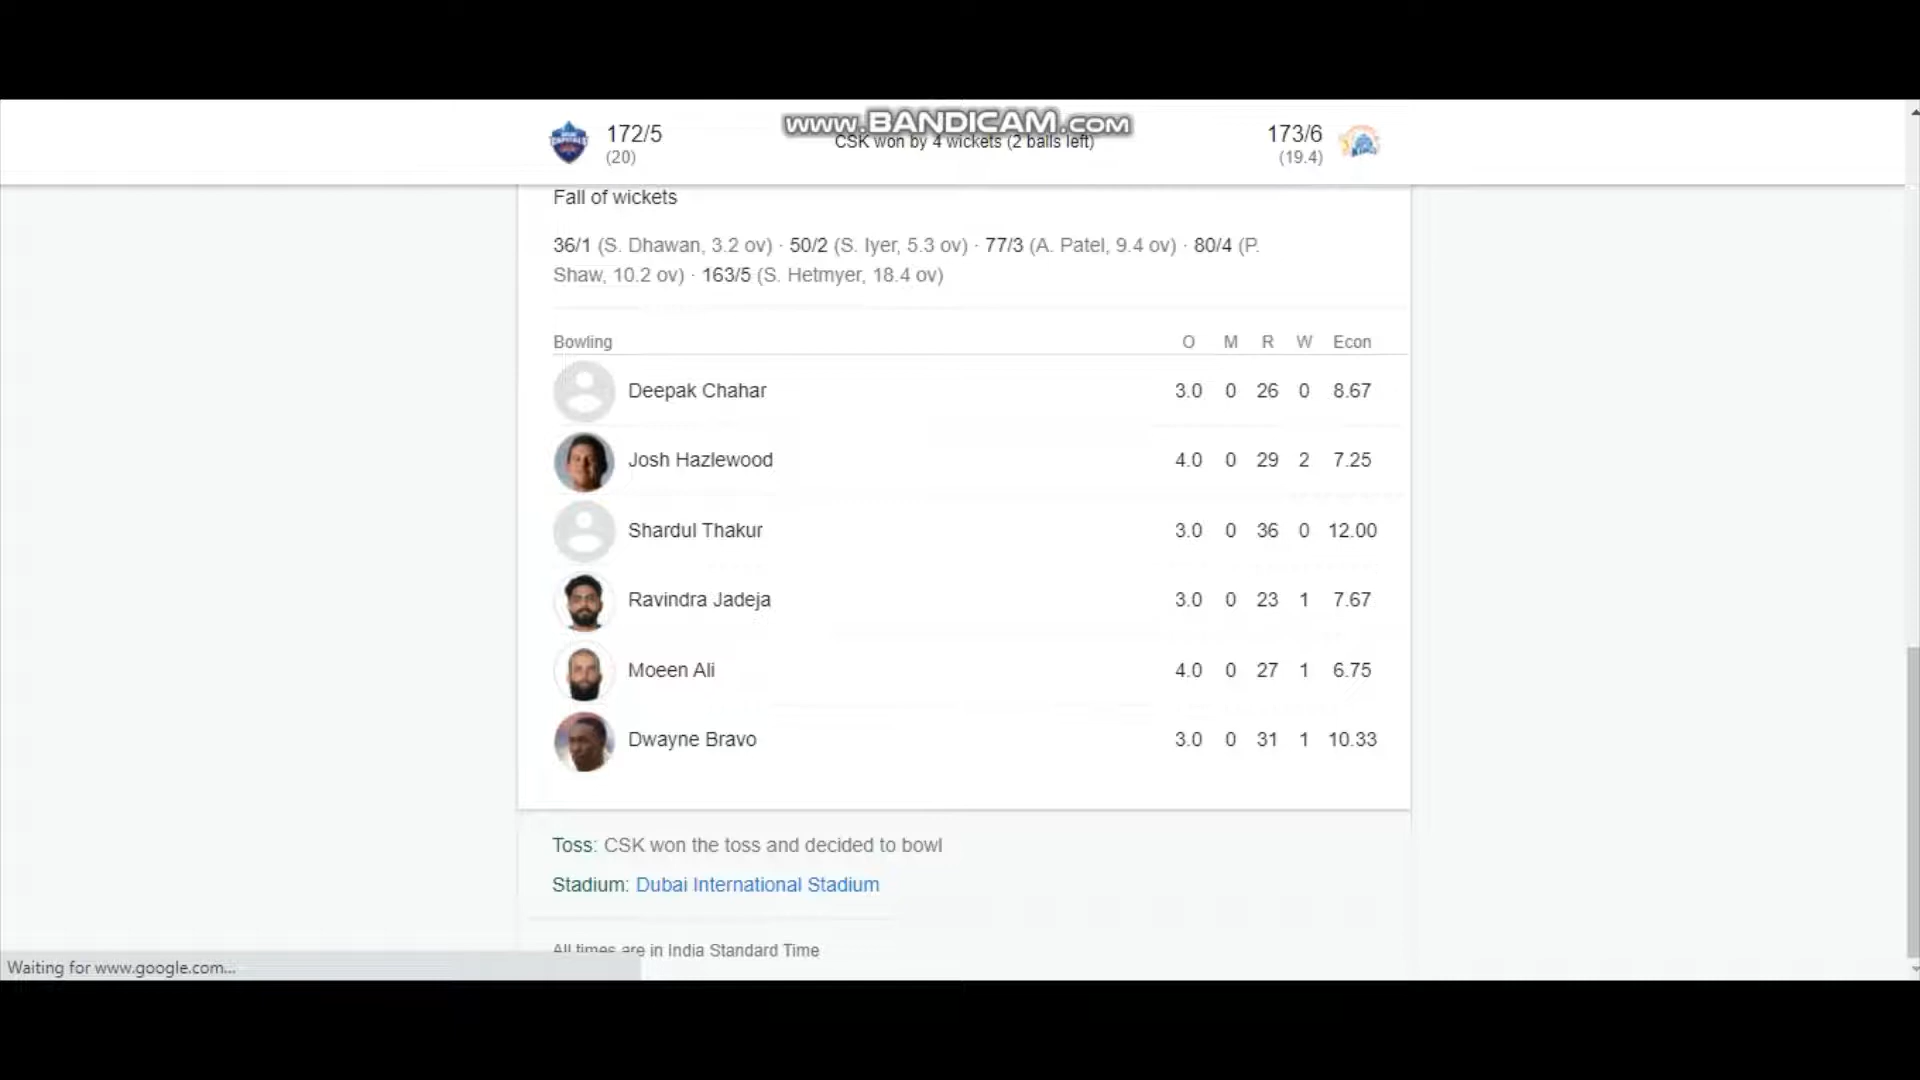 www.BANDICAM.com
172/5
(20)
CSK won by 4 wickets (2 balls left)
173/6
(19.4)
Fall of wickets
36/1 (S. Dhawan, 3.2 ov) · 50/2 (S. Iyer, 5.3 ov) · 77/3 (A. Patel, 9.4 ov) · 80/4 (P.
Shaw, 10.2 ov) · 163/5 (S. Hetmyer, 18.4 ov)
Bowling O M R W Econ
Deepak Chahar 3.0 0 26 0 8.67
Josh Hazlewood 4.0 0 29 2 7.25
Shardul Thakur 3.0 0 36 0 12.00
Ravindra Jadeja 3.0 0 23 1 7.67
Moeen Ali 4.0 0 27 1 6.75
Dwayne Bravo 3.0 0 31 1 10.33
Toss: CSK won the toss and decided to bowl
Stadium: Dubai International Stadium
All times are in India Standard Time
Waiting for www.google.com...